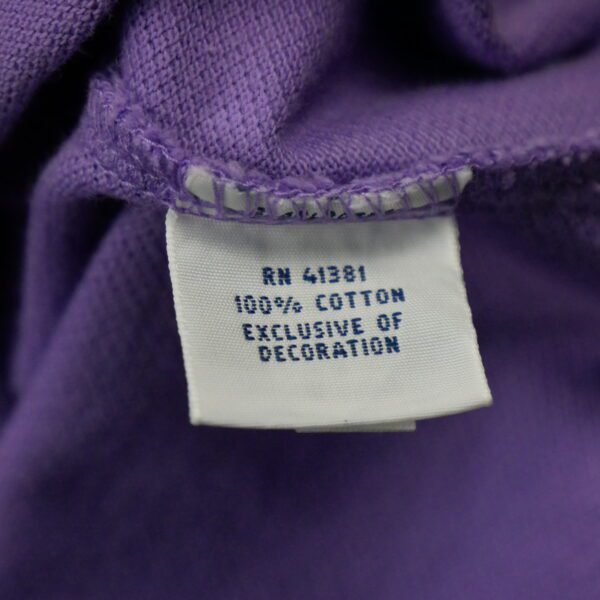 RN 41381
100% COTTON
EXCLUSIVE OF
DECORATION